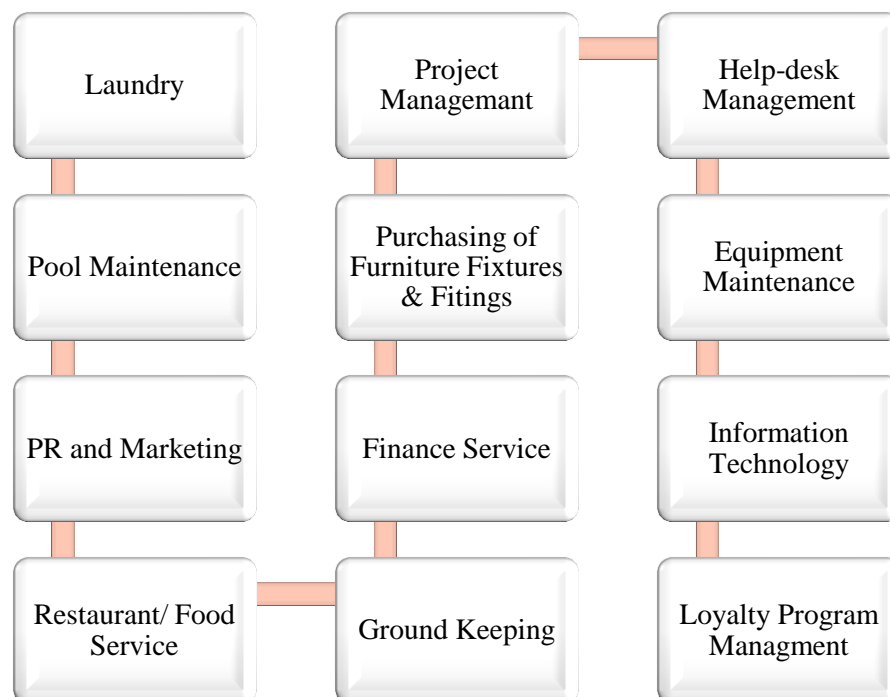 Laundry
Pool Maintenance
PR and Marketing
Restaurant/ Food
Service
Ground Keeping
Finance Service
Purchasing of
Furniture Fixtures
& Fitings
Project
Managemant
Help-desk
Management
Equipment
Maintenance
Information
Technology
Loyalty Program
Managment